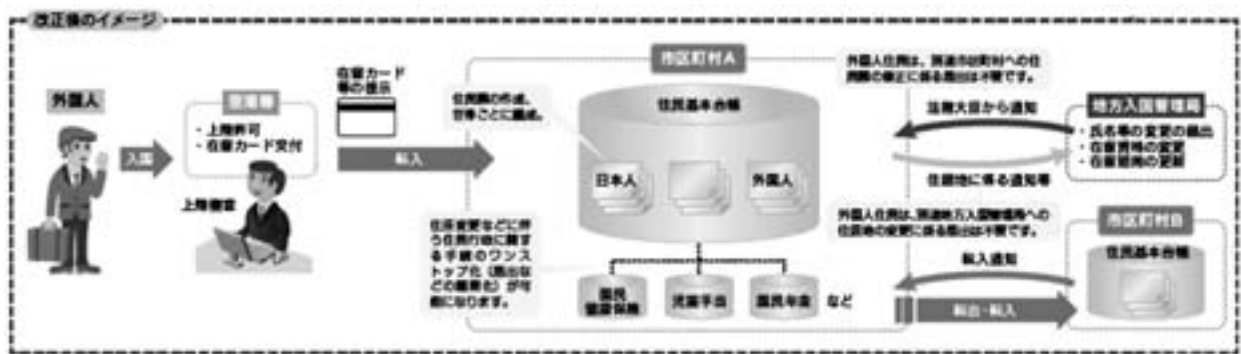 改正後のイメージ
外国人
入国
空港等
・上陸許可
・在留カード交付
上陸審査
在留カード
等の提示
転入
市区町村A
住民基本台帳
住民票の作成、
世帯ごとに編成。
日本人
外国人
住所変更などに伴
う住民行政に関す
る手続のワンス
トップ化（届出な
どの簡素化）が可
能になります。
国民
健康保険
児童手当
国民年金
など
外国人住民は、別途市区町村への住
民票の修正に係る届出は不要です。
法務大臣から通知
住居地に係る通知等
地方入国管理局
・氏名等の変更の届出
・在留資格の変更
・在留期間の更新
外国人住民は、別途地方入国管理局への
住居地の変更に係る届出は不要です。
転入通知
転出・転入
市区町村B
住民基本台帳